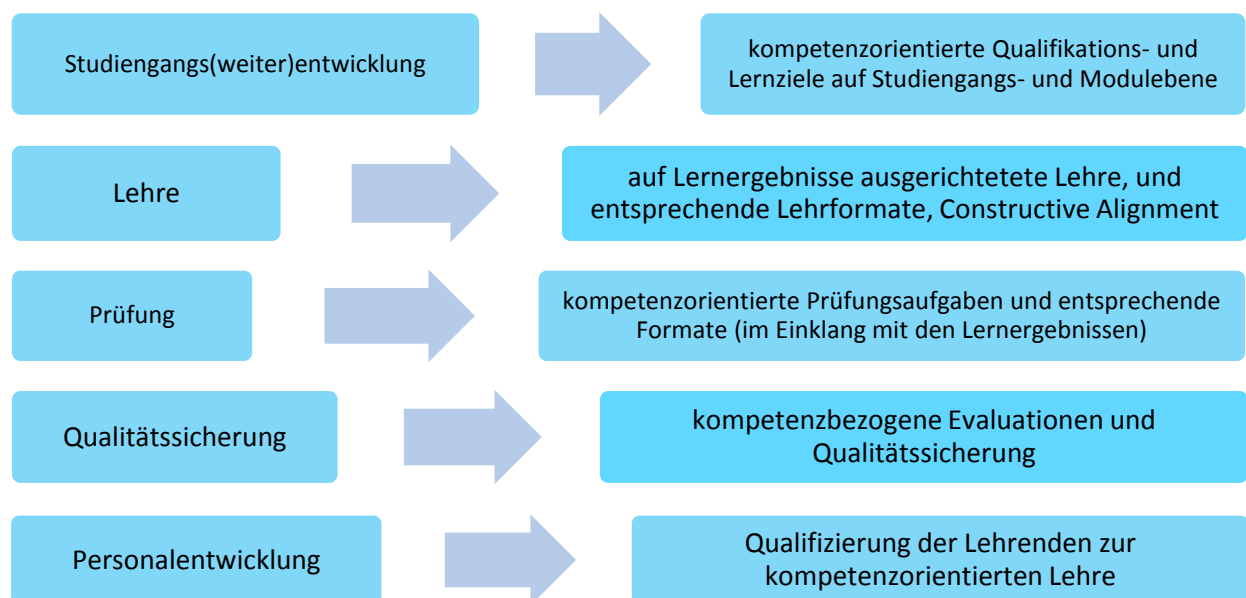 Studiengangs(weiter)entwicklung
kompetenzorientierte Qualifikations- und
Lernziele auf Studiengangs- und Modulebene
Lehre
auf Lernergebnisse ausgerichtetete Lehre, und
entsprechende Lehrformate, Constructive Alignment
Prüfung
kompetenzorientierte Prüfungsaufgaben und entsprechende
Formate (im Einklang mit den Lernergebnissen)
Qualitätssicherung
kompetenzbezogene Evaluationen und
Qualitätssicherung
Personalentwicklung
Qualifizierung der Lehrenden zur
kompetenzorientierten Lehre